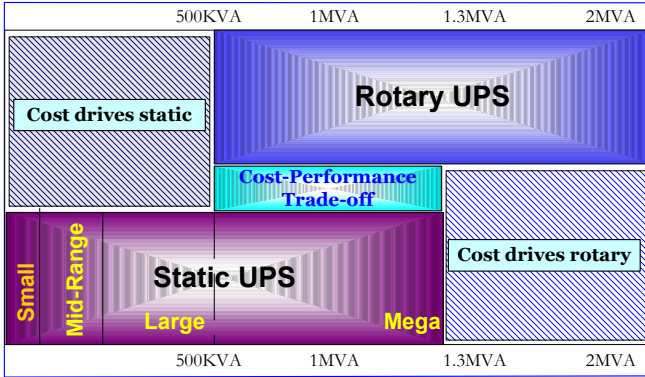 500KVA 1MVA 1.3MVA 2MVA
Rotary UPS
Cost drives static
Cost-Performance
Trade-off
Cost drives rotary
Static UPS
Small
Mid-Range
Large
Mega
500KVA 1MVA 1.3MVA 2MVA